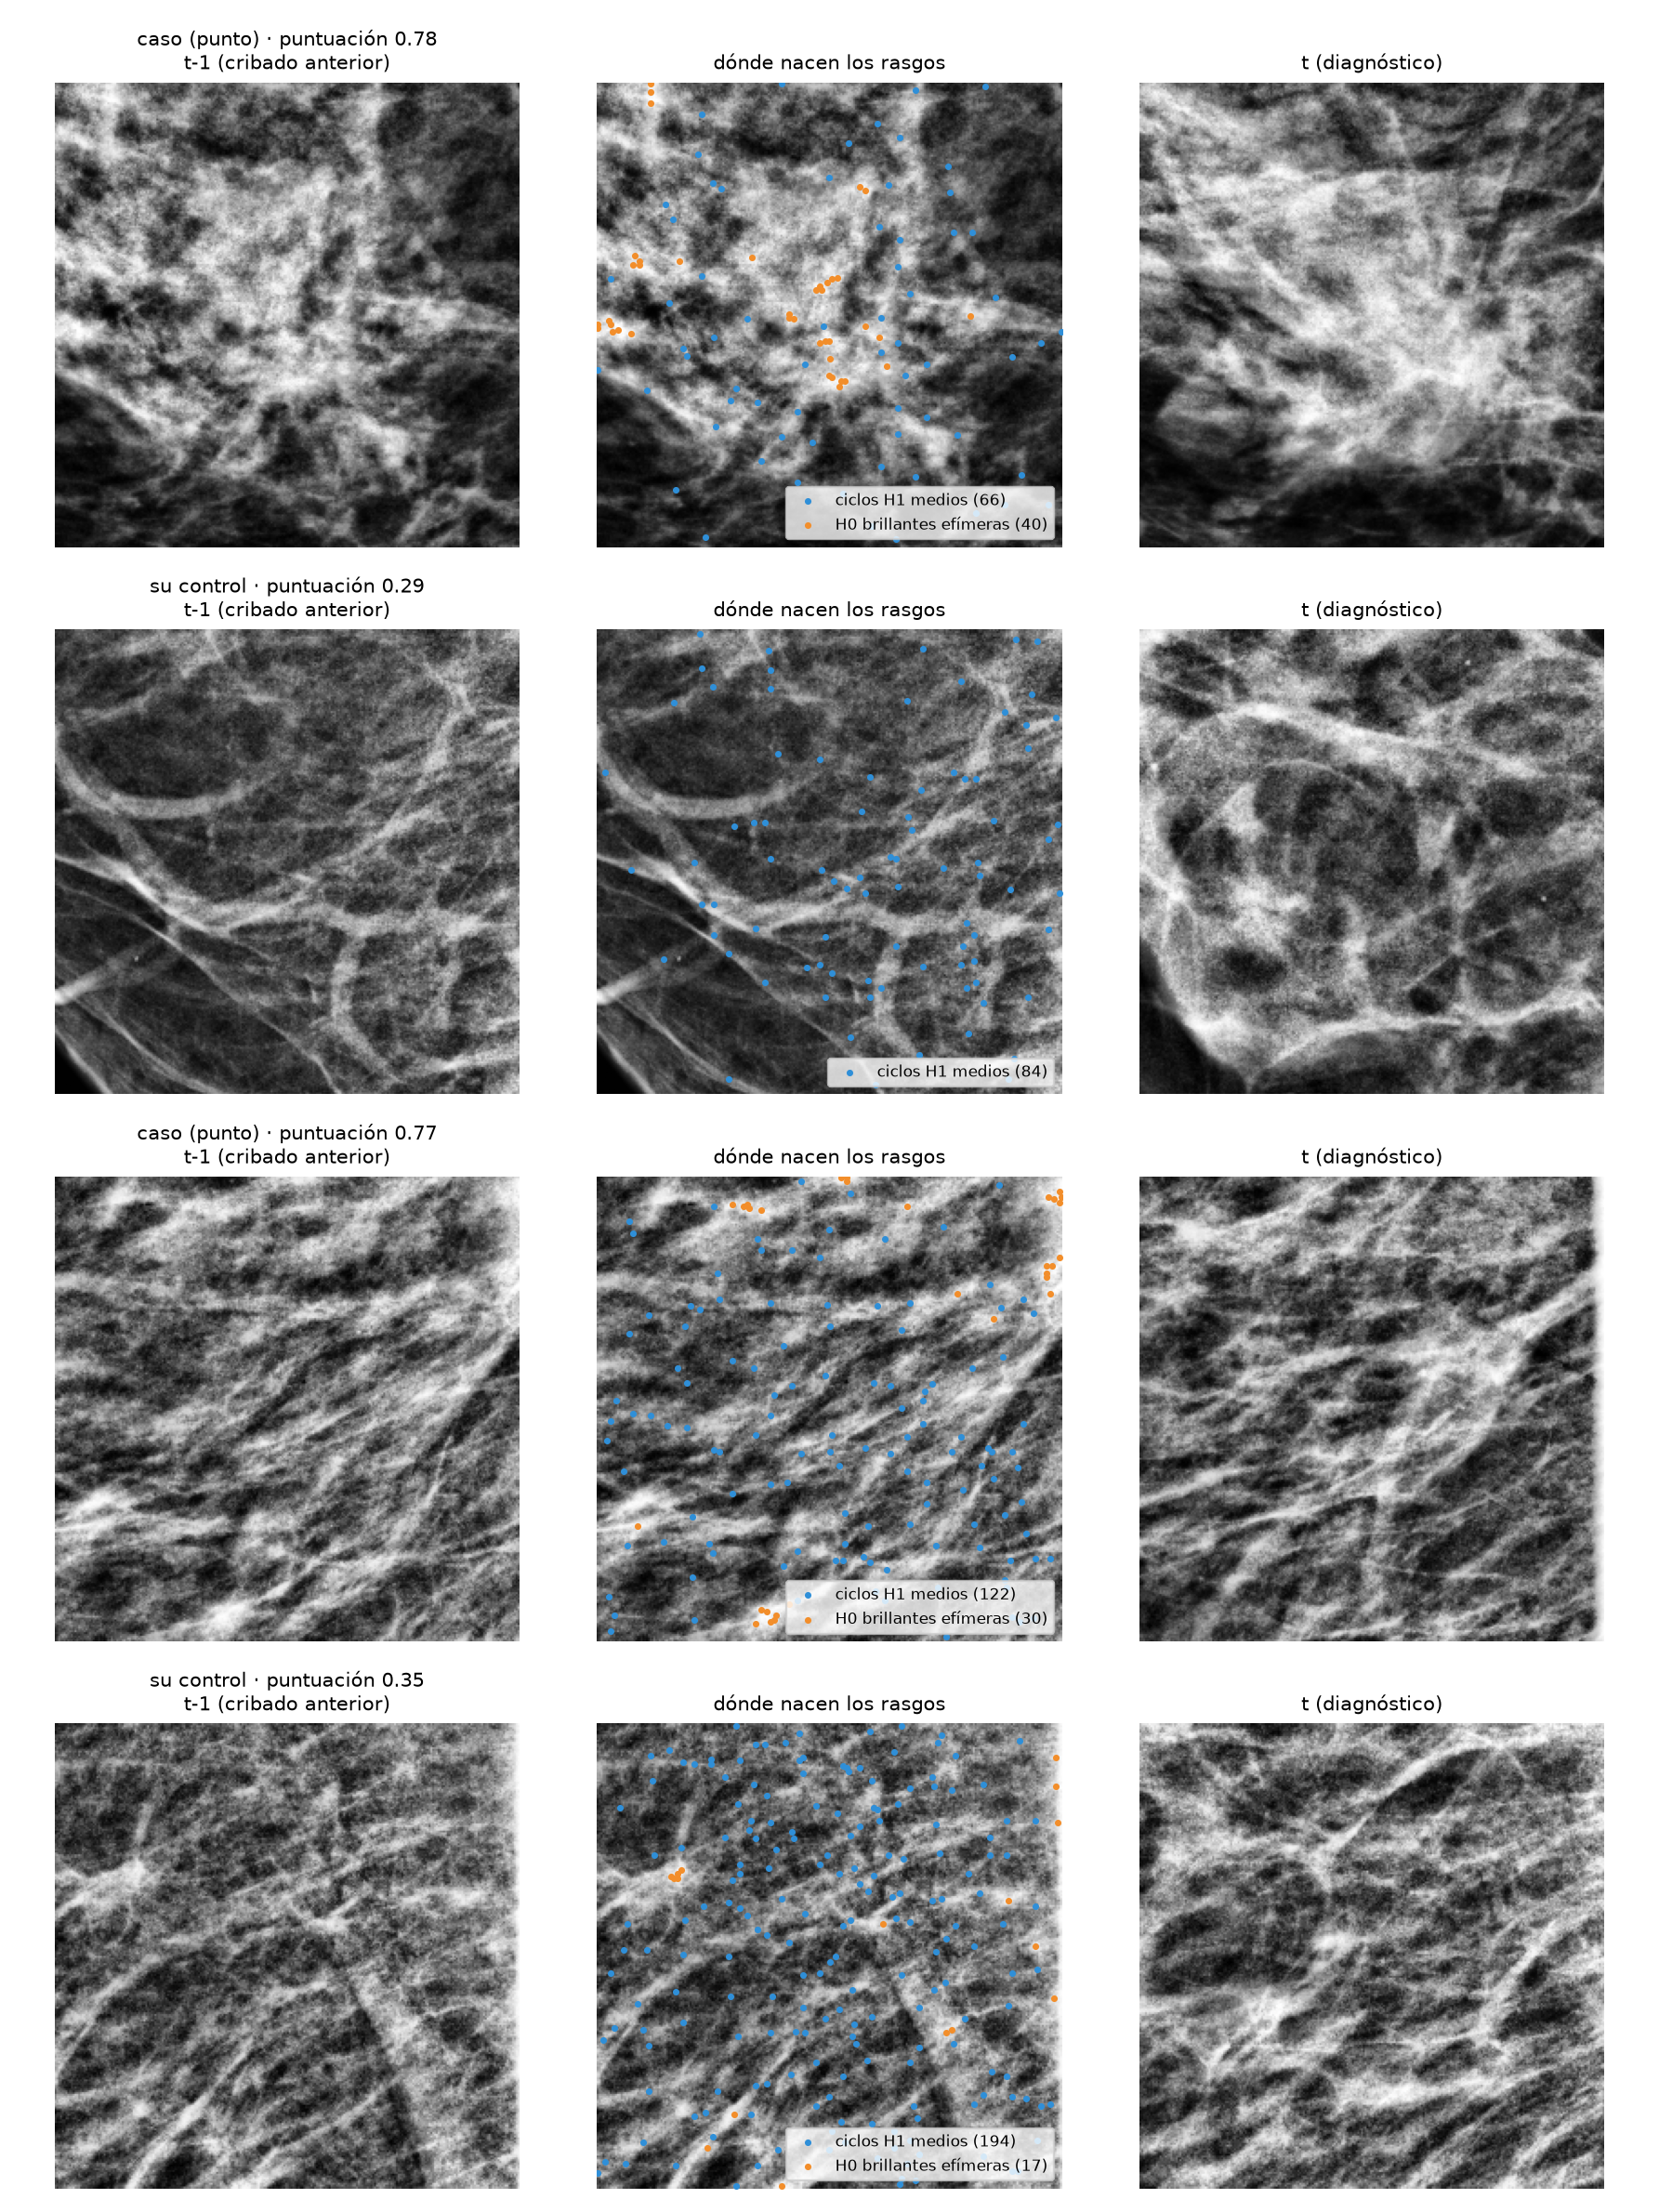 caso (punto) · puntuación 0.78
t-1 (cribado anterior)
dónde nacen los rasgos
t (diagnóstico)
ciclos H1 medios (66)
H0 brillantes efímeras (40)
su control · puntuación 0.29
t-1 (cribado anterior)
dónde nacen los rasgos
t (diagnóstico)
ciclos H1 medios (84)
caso (punto) · puntuación 0.77
t-1 (cribado anterior)
dónde nacen los rasgos
t (diagnóstico)
ciclos H1 medios (122)
H0 brillantes efímeras (30)
su control · puntuación 0.35
t-1 (cribado anterior)
dónde nacen los rasgos
t (diagnóstico)
ciclos H1 medios (194)
H0 brillantes efímeras (17)